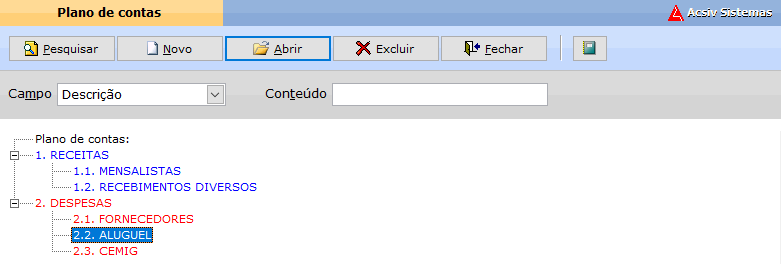 Plano de contas
Acsiv Sistemas
Pesquisar Novo Abrir Excluir Fechar
Campo Descrição Conteúdo
Plano de contas:
1. RECEITAS
1.1. MENSALISTAS
1.2. RECEBIMENTOS DIVERSOS
2. DESPESAS
2.1. FORNECEDORES
2.2. ALUGUEL
2.3. CEMIG